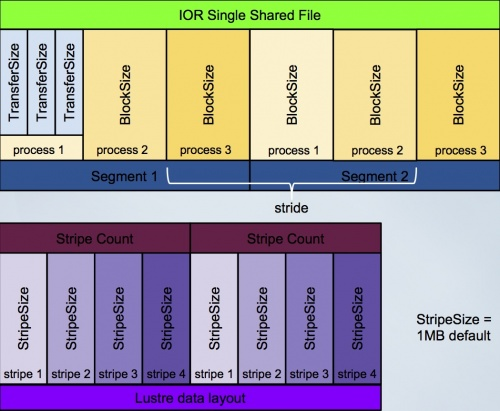 IOR Single Shared File
TransferSize
TransferSize
TransferSize
process 1
BlockSize
process 2
BlockSize
process 3
BlockSize
process 1
BlockSize
process 2
BlockSize
process 3
Segment 1
Segment 2
stride
Stripe Count
Stripe Count
StripeSize
stripe 1
StripeSize
stripe 2
StripeSize
stripe 3
StripeSize
stripe 4
StripeSize
stripe 1
StripeSize
stripe 2
StripeSize
stripe 3
StripeSize
stripe 4
Lustre data layout
StripeSize =
1MB default